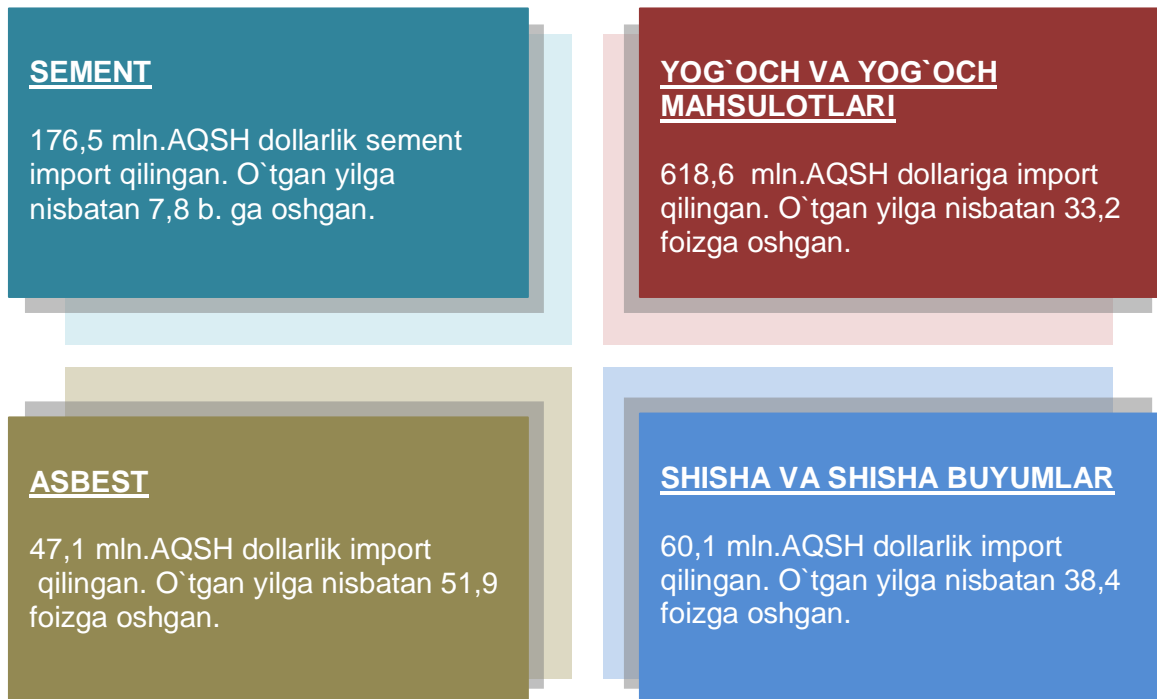 SEMENT
176,5 mln.AQSH dollarlik sement
import qilingan. O`tgan yilga
nisbatan 7,8 b. ga oshgan.
YOG`OCH VA YOG`OCH
MAHSULOTLARI
618,6  mln.AQSH dollariga import
qilingan. O`tgan yilga nisbatan 33,2
foizga oshgan.
ASBEST
47,1 mln.AQSH dollarlik import
qilingan. O`tgan yilga nisbatan 51,9
foizga oshgan.
SHISHA VA SHISHA BUYUMLAR
60,1 mln.AQSH dollarlik import
qilingan. O`tgan yilga nisbatan 38,4
foizga oshgan.